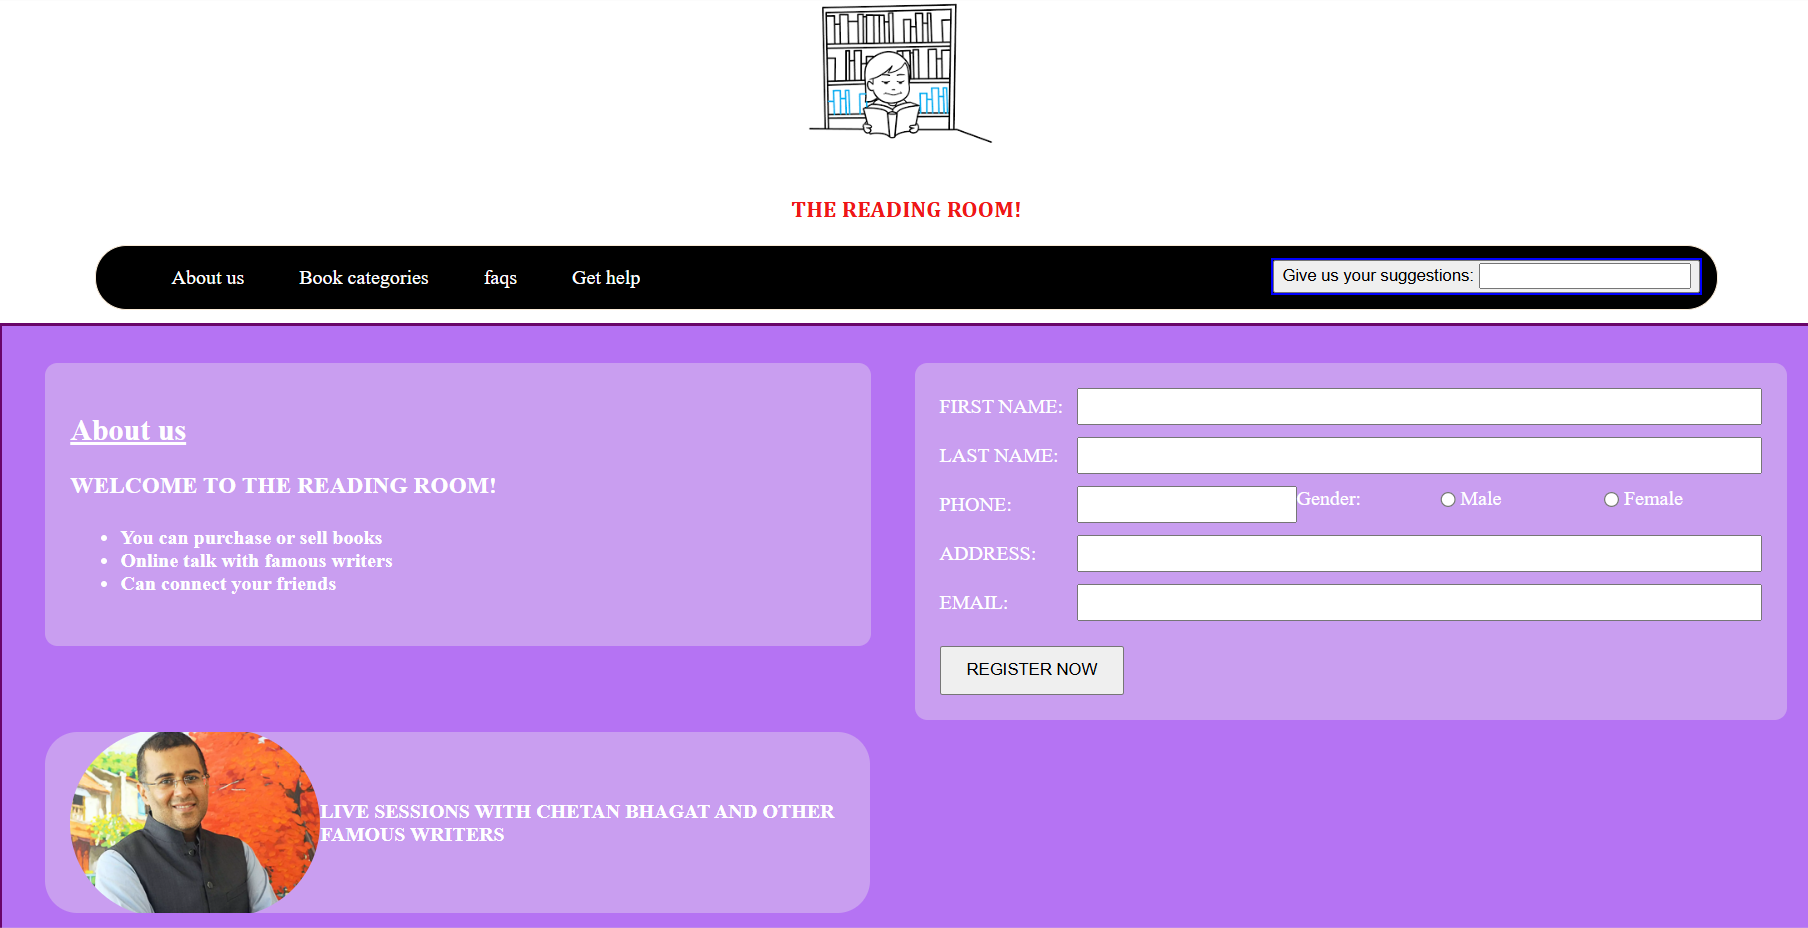 THE READING ROOM!
About us
Book categories
faqs
Get help
Give us your suggestions:
About us
WELCOME TO THE READING ROOM!
You can purchase or sell books
Online talk with famous writers
Can connect your friends
FIRST NAME:
LAST NAME:
PHONE:
Gender:
Male
Female
ADDRESS:
EMAIL:
REGISTER NOW
LIVE SESSIONS WITH CHETAN BHAGAT AND OTHER
FAMOUS WRITERS